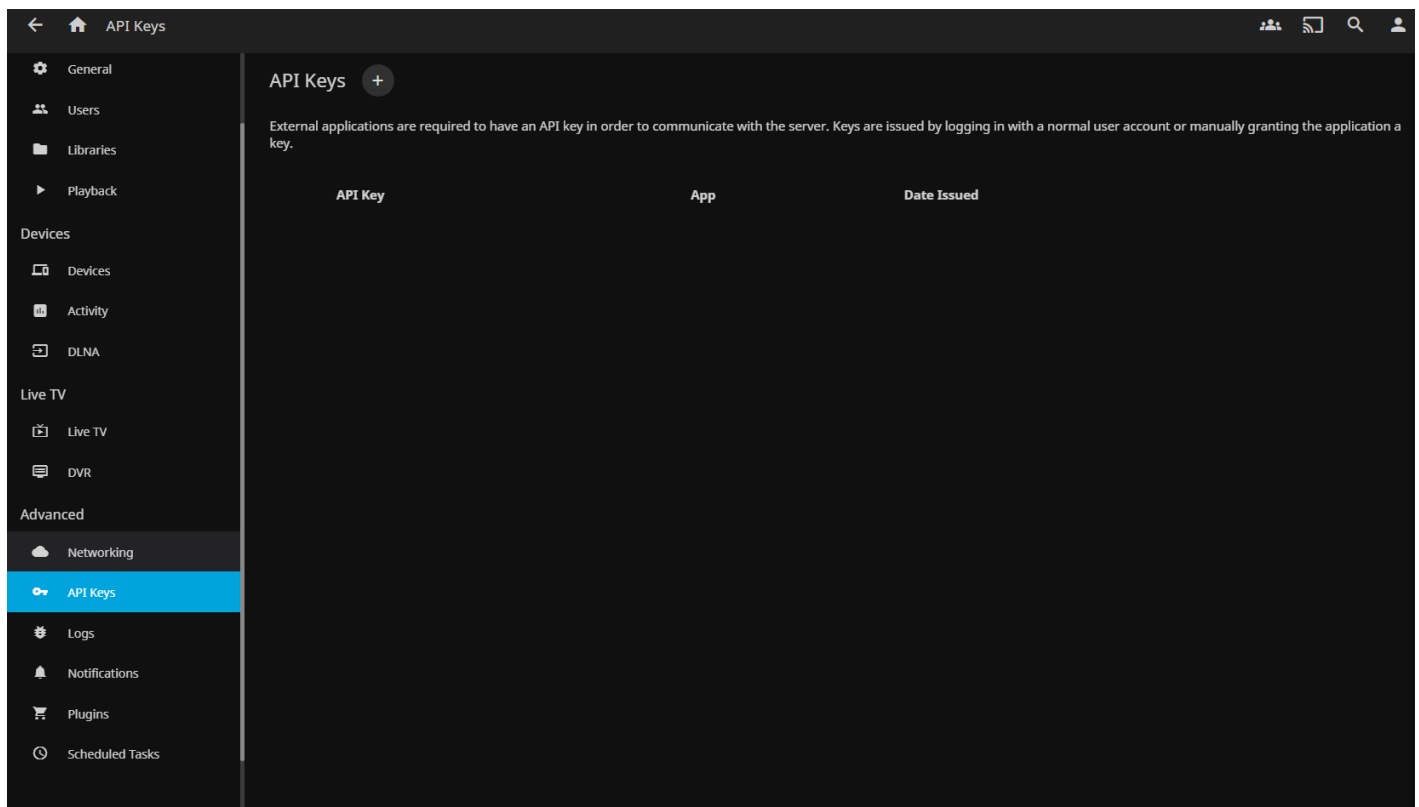 API Keys
General
Users
Libraries
Playback
Devices
Devices
Activity
DLNA
Live TV
Live TV
DVR
Advanced
Networking
API Keys
Logs
Notifications
Plugins
Scheduled Tasks
API Keys +
External applications are required to have an API key in order to communicate with the server. Keys are issued by logging in with a normal user account or manually granting the application a
key.
API Key App Date Issued